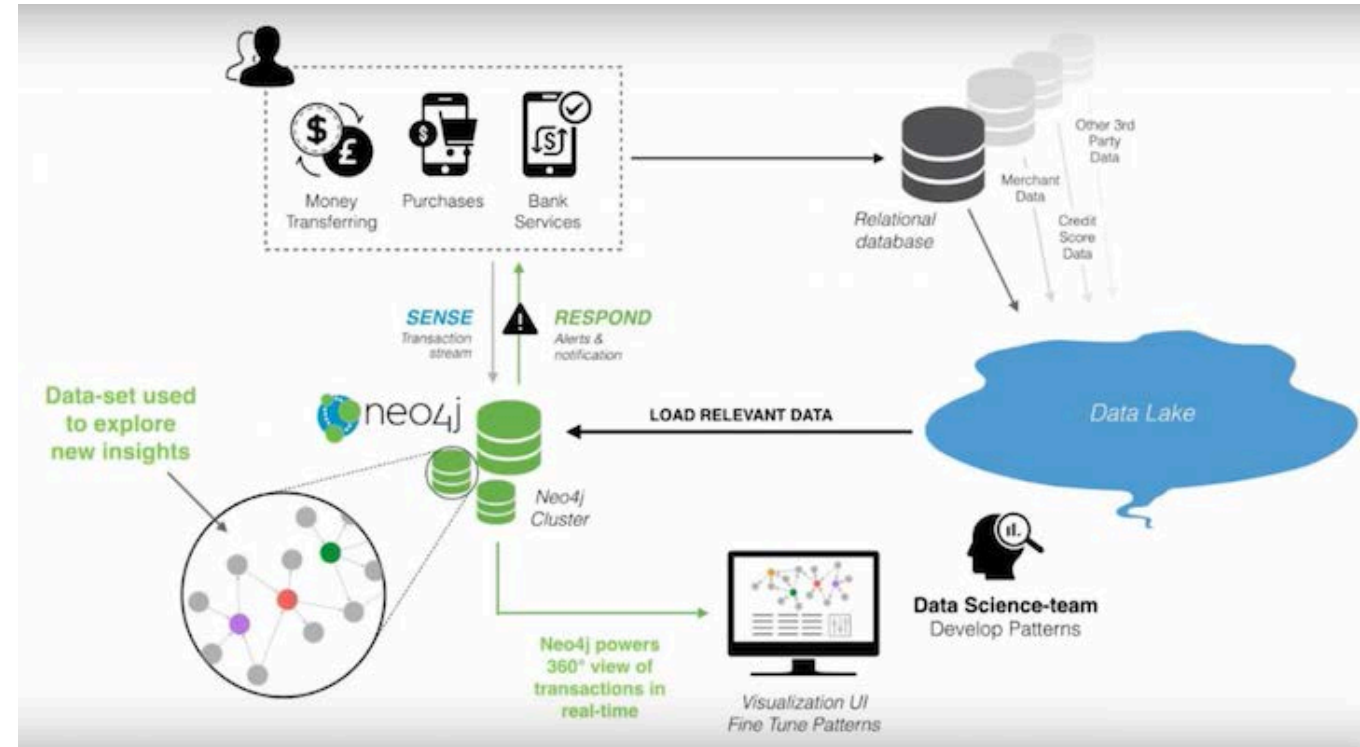 $
£
$
$
Money
Transferring
Purchases
Bank
Services
Relational
database
Merchant
Data
Credit
Score
Data
Other 3rd
Party
Data
SENSE
Transaction
stream
!
RESPOND
Alerts &
notification
Data-set used
to explore
new insights
neo4j
Neo4j
Cluster
LOAD RELEVANT DATA
Data Lake
Neo4j powers
360° view of
transactions in
real-time
Visualization UI
Fine Tune Patterns
Data Science-team
Develop Patterns